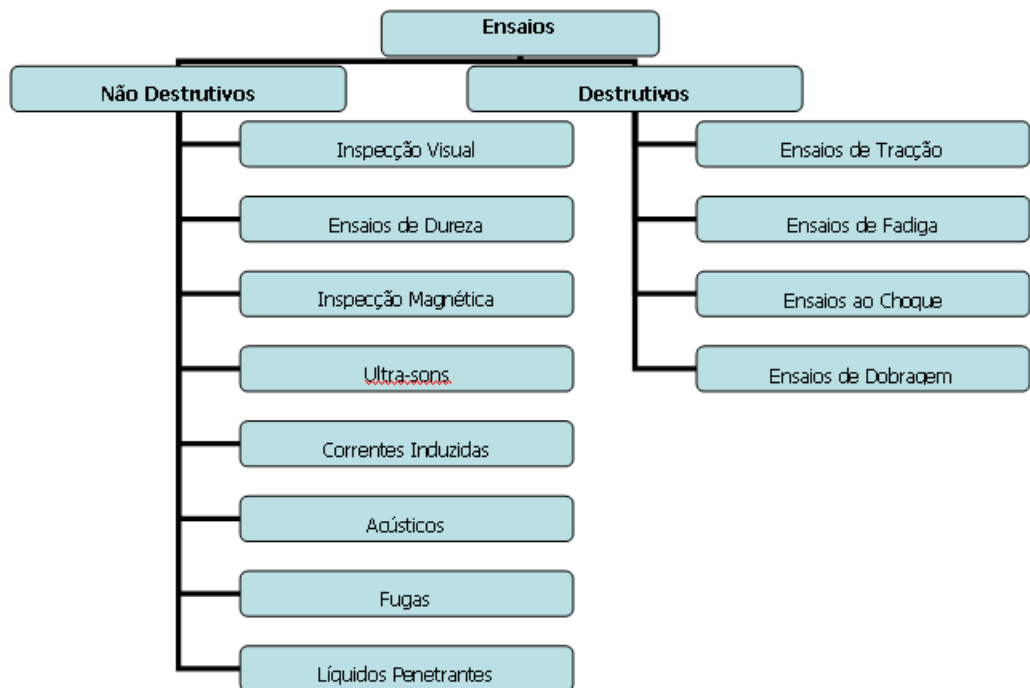 Ensaios
Não Destrutivos
Destrutivos
Inspecção Visual
Ensaios de Dureza
Inspecção Magnética
Ultra-sons
Correntes Induzidas
Acústicos
Fugas
Líquidos Penetrantes
Ensaios de Tracção
Ensaios de Fadiga
Ensaios ao Choque
Ensaios de Dobragem